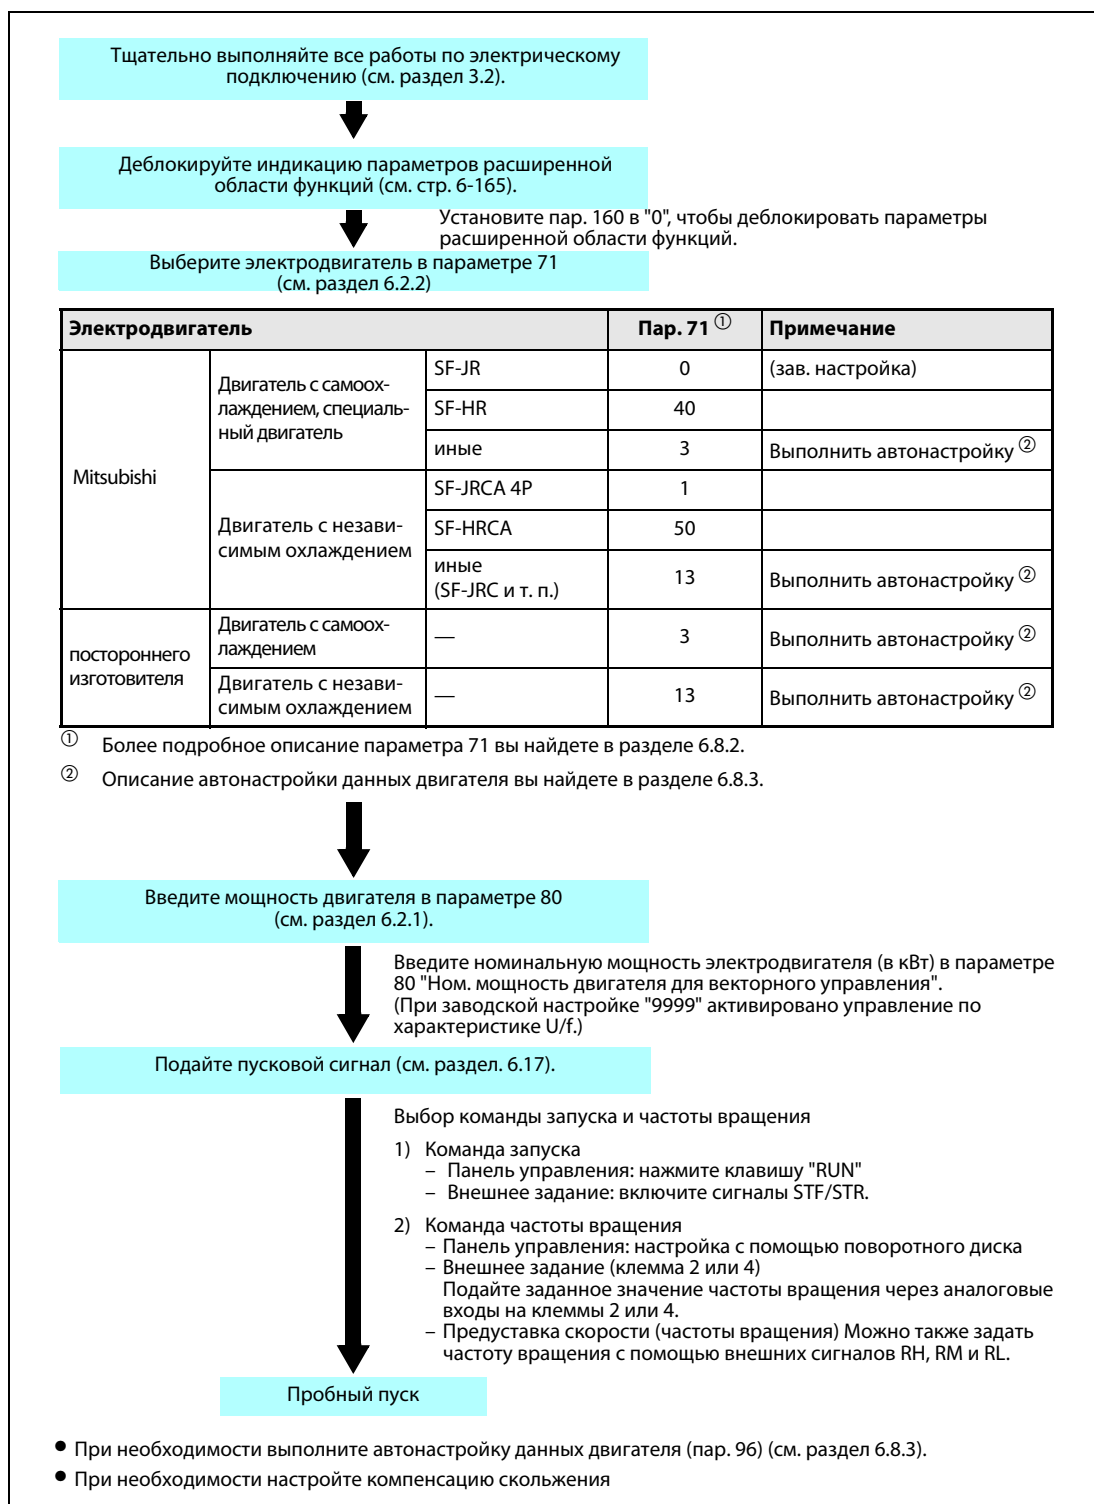 Тщательно выполняйте все работы по электрическому
подключению (см. раздел 3.2).
Деблокируйте индикацию параметров расширенной
области функций (см. стр. 6-165).
Установите пар. 160 в "0", чтобы деблокировать параметры
расширенной области функций.
Выберите электродвигатель в параметре 71
(см. раздел 6.2.2)
Электродвигатель Пар. 71 ① Примечание
Mitsubishi
Двигатель с самоох-
лаждением, специаль-
ный двигатель
SF-JR 0 (зав. настройка)
SF-HR 40
иные 3 Выполнить автонастройку ②
Двигатель с незави-
симым охлаждением
SF-JRCA 4P 1
SF-HRCA 50
иные
(SF-JRC и т. п.)
13 Выполнить автонастройку ②
постороннего
изготовителя
Двигатель с самоох-
лаждением
— 3 Выполнить автонастройку ②
Двигатель с незави-
симым охлаждением
— 13 Выполнить автонастройку ②
① Более подробное описание параметра 71 вы найдете в разделе 6.8.2.
② Описание автонастройки данных двигателя вы найдете в разделе 6.8.3.
Введите мощность двигателя в параметре 80
(см. раздел 6.2.1).
Введите номинальную мощность электродвигателя (в кВт) в параметре
80 "Ном. мощность двигателя для векторного управления".
(При заводской настройке "9999" активировано управление по
характеристике U/f.)
Подайте пусковой сигнал (см. раздел. 6.17).
Выбор команды запуска и частоты вращения
1) Команда запуска
– Панель управления: нажмите клавишу "RUN"
– Внешнее задание: включите сигналы STF/STR.
2) Команда частоты вращения
– Панель управления: настройка с помощью поворотного диска
– Внешнее задание (клемма 2 или 4)
Подайте заданное значение частоты вращения через аналоговые
входы на клеммы 2 или 4.
– Предуставка скорости (частоты вращения) Можно также задать
частоту вращения с помощью внешних сигналов RH, RM и RL.
Пробный пуск
● При необходимости выполните автонастройку данных двигателя (пар. 96) (см. раздел 6.8.3).
● При необходимости настройте компенсацию скольжения